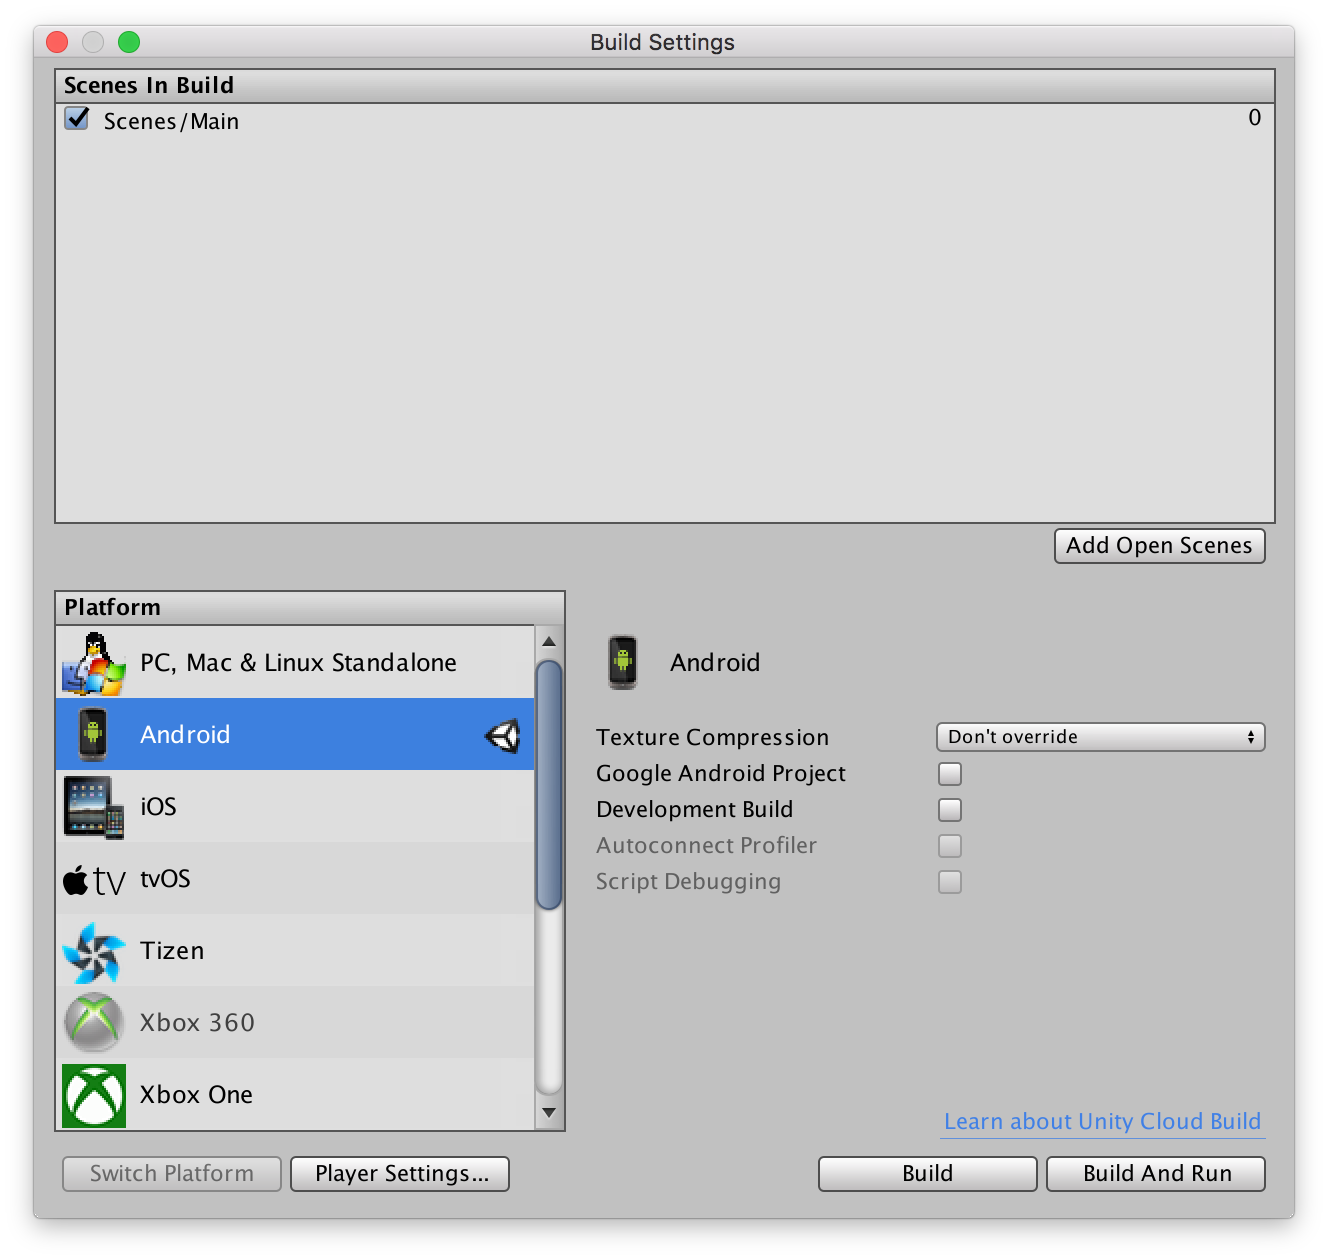 Build Settings
Scenes In Build
Scenes/Main 0
Add Open Scenes
Platform
PC, Mac & Linux Standalone
Android
iOS
tv tvOS
Tizen
Xbox 360
Xbox One
Android
Texture Compression Don't override
Google Android Project
Development Build
Autoconnect Profiler
Script Debugging
Learn about Unity Cloud Build
Switch Platform Player Settings... Build Build And Run